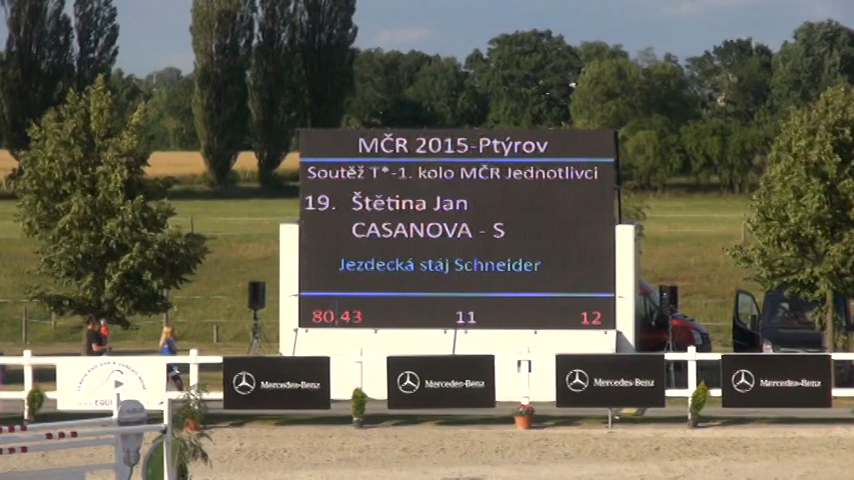 MČR 2015-Ptýrov
Soutěž T*-1. kolo MČR Jednotlivci
19. Štětina Jan
CASANOVA - S
Jezdecká stáj Schneider
80,43 11 12
Mercedes-Benz Mercedes-Benz Mercedes-Benz Mercedes-Benz